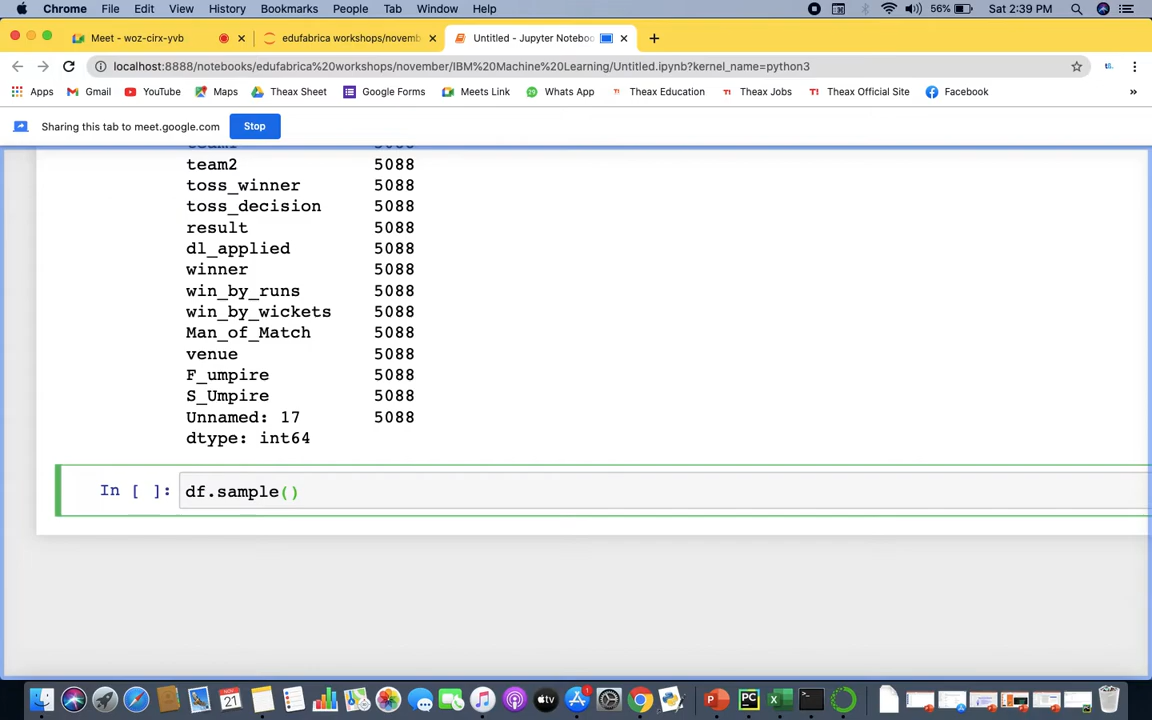 Chrome File Edit View History Bookmarks People Tab Window Help 56% Sat 2:39 PM
Meet - woz-cirx-yvb
edufabrica workshops/novemb
Untitled - Jupyter Noteboo
localhost:8888/notebooks/edufabrica%20workshops/november/IBM%20Machine%20Learning/Untitled.ipynb?kernel_name=python3
Apps Gmail YouTube Maps Theax Sheet Google Forms Meets Link Whats App Theax Education Theax Jobs Theax Official Site Facebook »
Sharing this tab to meet.google.com Stop
team2 5088
toss_winner 5088
toss_decision 5088
result 5088
dl_applied 5088
winner 5088
win_by_runs 5088
win_by_wickets 5088
Man_of_Match 5088
venue 5088
F_umpire 5088
S_Umpire 5088
Unnamed: 17 5088
dtype: int64
In [ ]: df.sample()